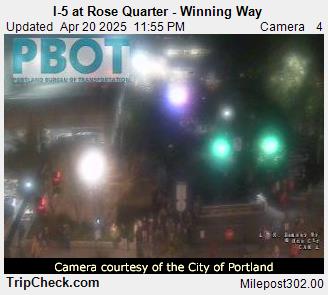 I-5 at Rose Quarter - Winning Way
Updated Apr 20 2025 11:55 PM Camera 4
PBOT
PORTLAND BUREAU OF TRANSPORTATION
Camera courtesy of the City of Portland
TripCheck.com Milepost302.00